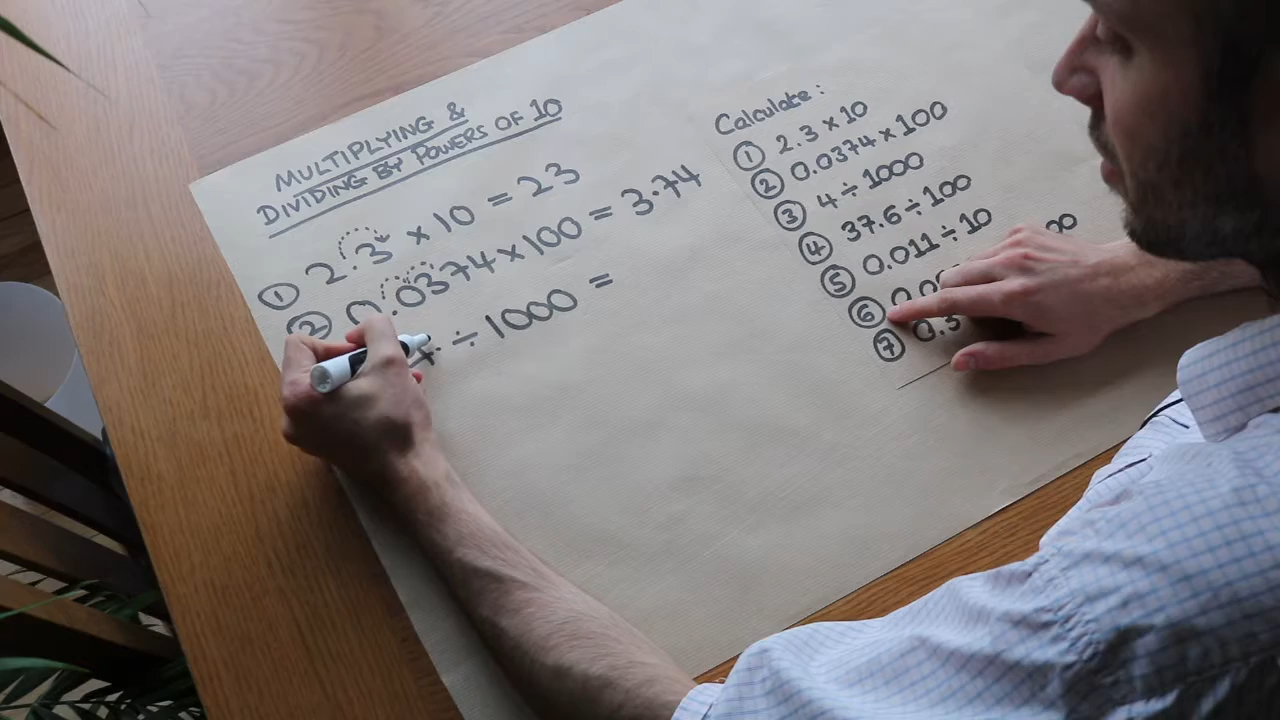 MULTIPLYING &
DIVIDING BY POWERS OF 10
① 2.3 × 10 = 23
② 0.0374 × 100 = 3.74
÷ 1000 =
Calculate:
① 2.3 × 10
② 0.0374 × 100
③ 4 ÷ 1000
④ 37.6 ÷ 100
⑤ 0.011 ÷ 10
⑥
⑦